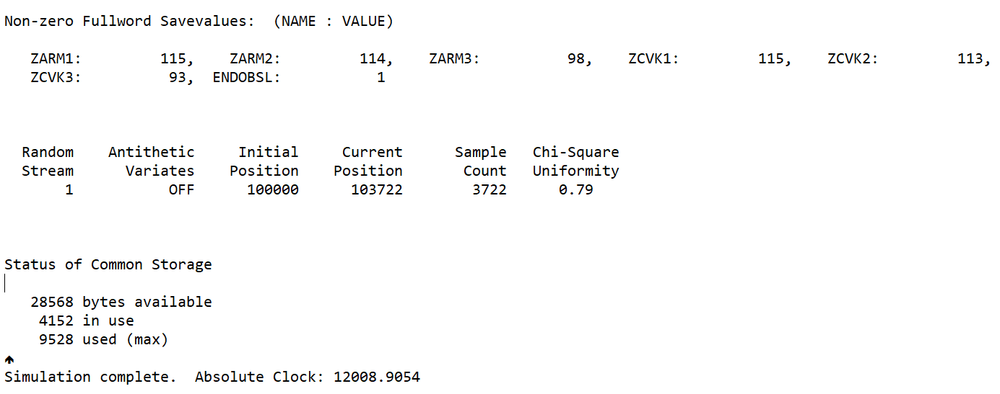 Non-zero Fullword Savevalues:  (NAME : VALUE)
ZARM1: 115, ZARM2: 114, ZARM3: 98, ZCVK1: 115, ZCVK2: 113,
ZCVK3: 93, ENDOBSL: 1
Random Antithetic Initial Current Sample Chi-Square
Stream Variates Position Position Count Uniformity
1 OFF 100000 103722 3722 0.79
Status of Common Storage
28568 bytes available
4152 in use
9528 used (max)
Simulation complete.  Absolute Clock: 12008.9054